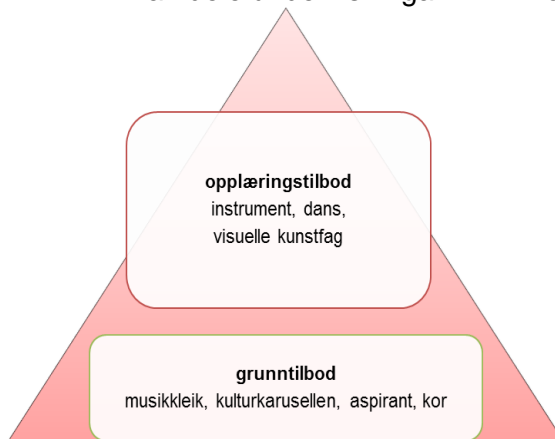 opplæringstilbod
instrument, dans,
visuelle kunstfag
grunntilbod
musikkleik, kulturkarusellen, aspirant, kor